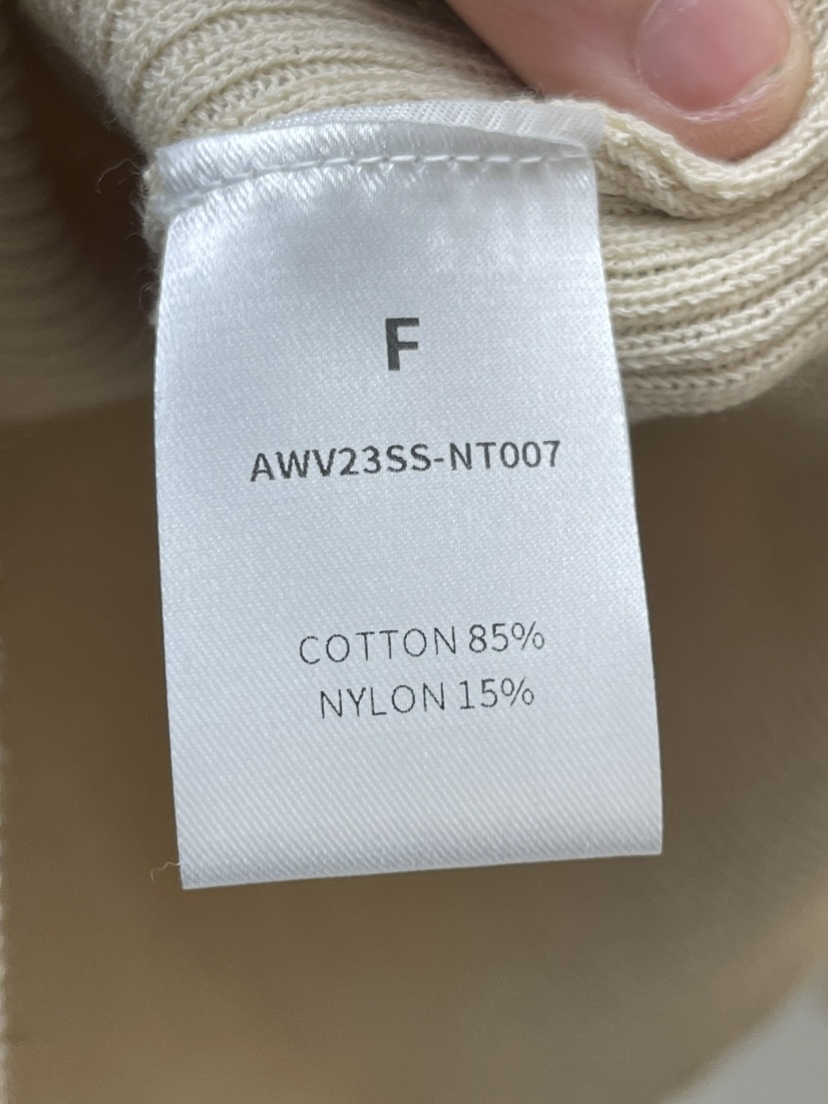 F
AWV23SS-NT007
COTTON 85%
NYLON 15%